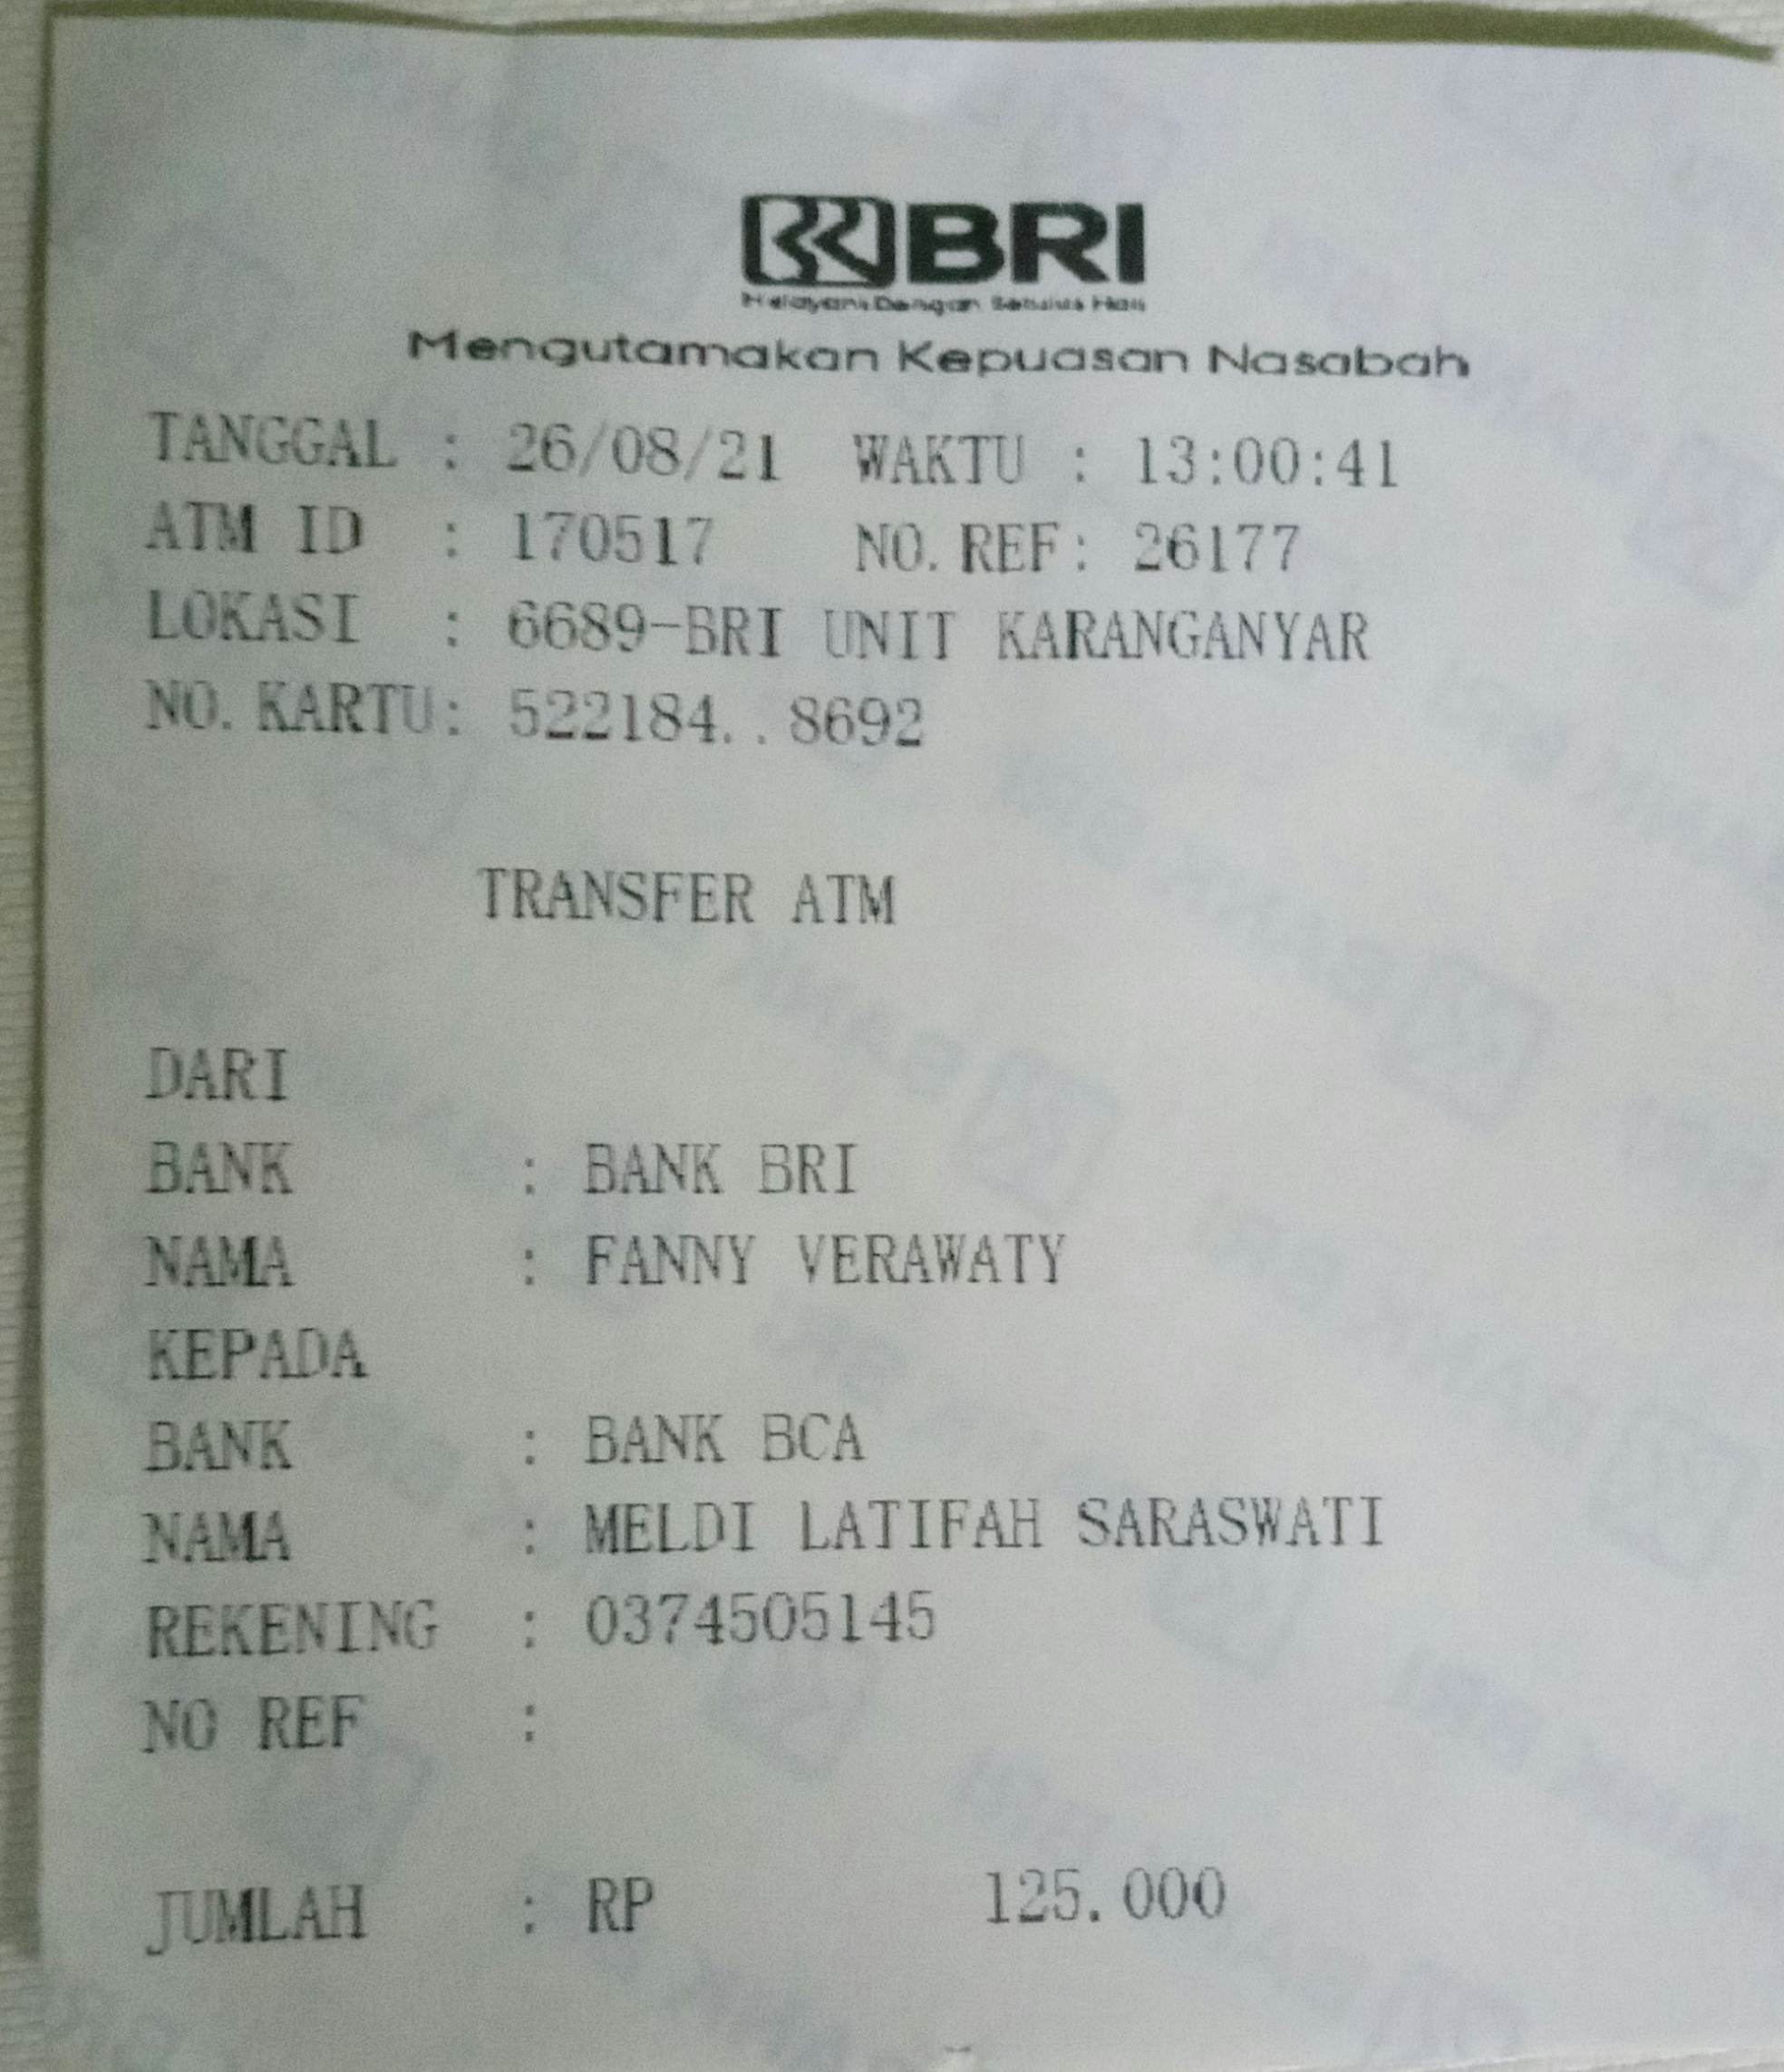 BRI
Melayani Dengan Setulus Hati
Mengutamakan Kepuasan Nasabah
TANGGAL : 26/08/21 WAKTU : 13:00:41
ATM ID : 170517 NO.REF: 26177
LOKASI : 6689-BRI UNIT KARANGANYAR
NO.KARTU: 522184..8692
TRANSFER ATM
DARI
BANK : BANK BRI
NAMA : FANNY VERAWATY
KEPADA
BANK : BANK BCA
NAMA : MELDI LATIFAH SARASWATI
REKENING : 0374505145
NO REF :
JUMLAH : RP 125.000